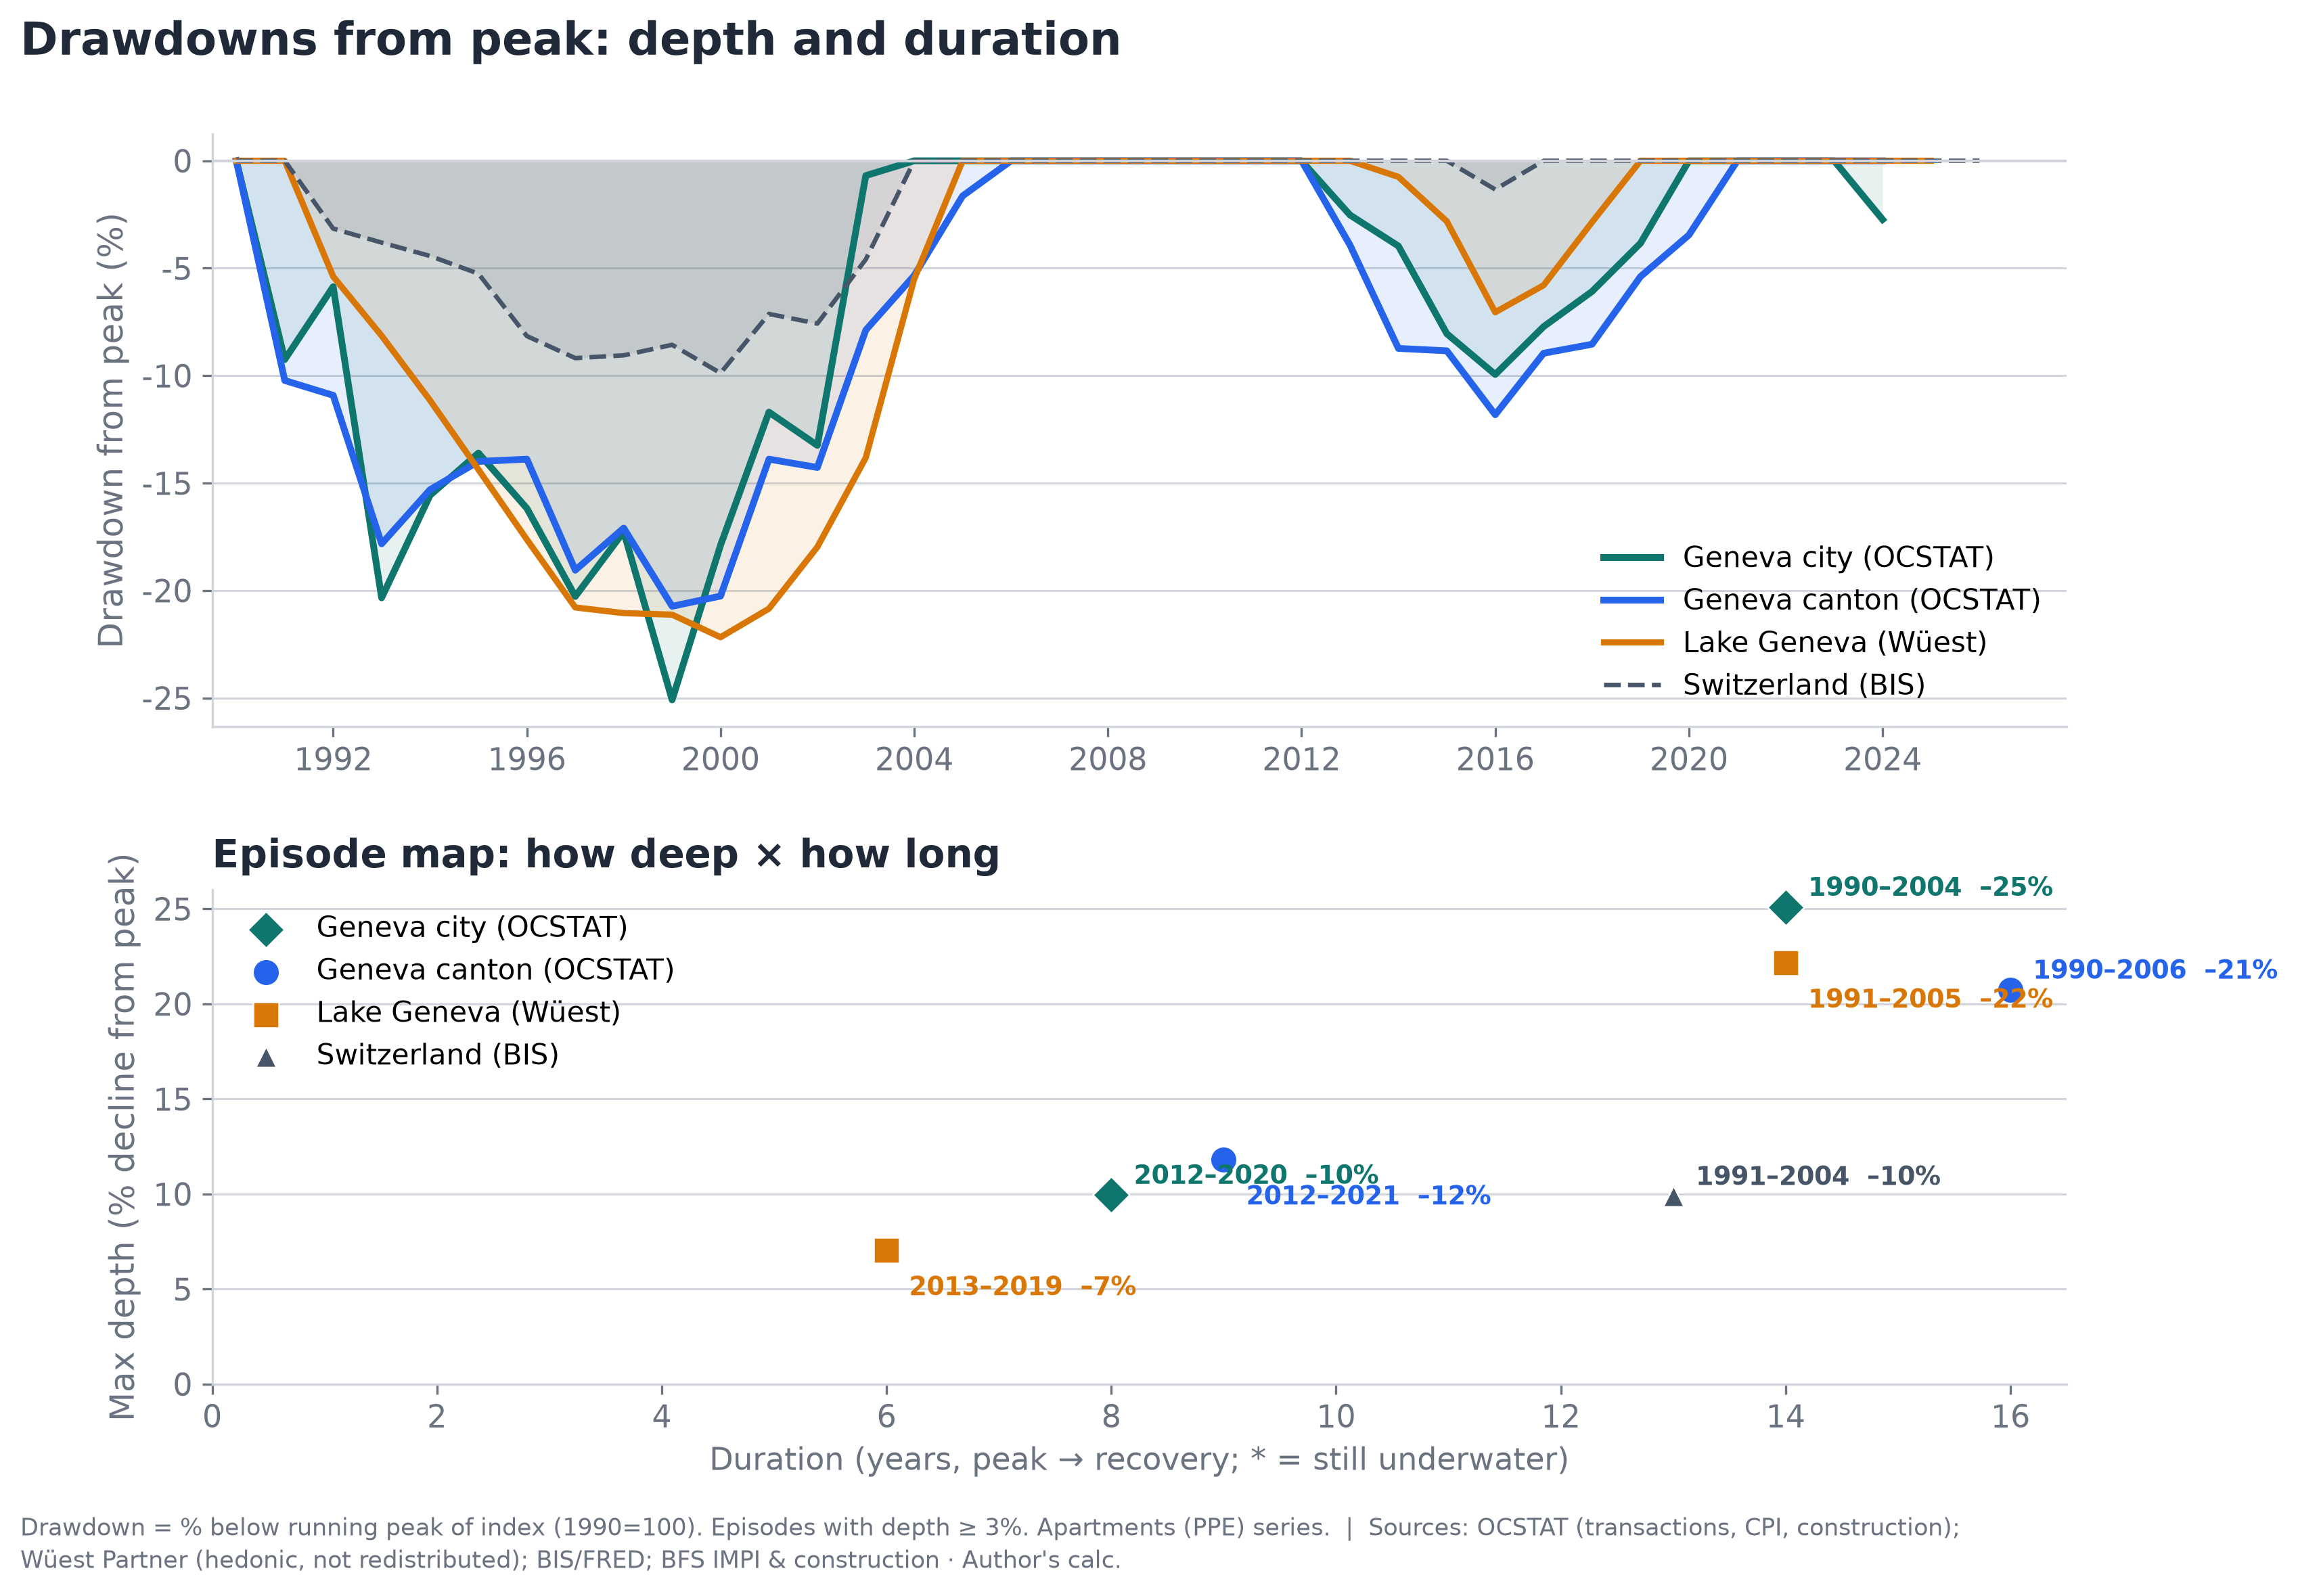 Drawdowns from peak: depth and duration
Drawdown from peak (%)
0
-5
-10
-15
-20
-25
Geneva city (OCSTAT)
Geneva canton (OCSTAT)
Lake Geneva (Wüest)
Switzerland (BIS)
1992 1996 2000 2004 2008 2012 2016 2020 2024
Episode map: how deep × how long
Max depth (% decline from peak)
25
20
15
10
5
0
Geneva city (OCSTAT)
Geneva canton (OCSTAT)
Lake Geneva (Wüest)
Switzerland (BIS)
1990–2004 –25%
1990–2006 –21%
1991–2005 –22%
2012–2020 –10%
1991–2004 –10%
2012–2021 –12%
2013–2019 –7%
0 2 4 6 8 10 12 14 16
Duration (years, peak → recovery; * = still underwater)
Drawdown = % below running peak of index (1990=100). Episodes with depth ≥ 3%. Apartments (PPE) series. | Sources: OCSTAT (transactions, CPI, construction);
Wüest Partner (hedonic, not redistributed); BIS/FRED; BFS IMPI & construction · Author's calc.